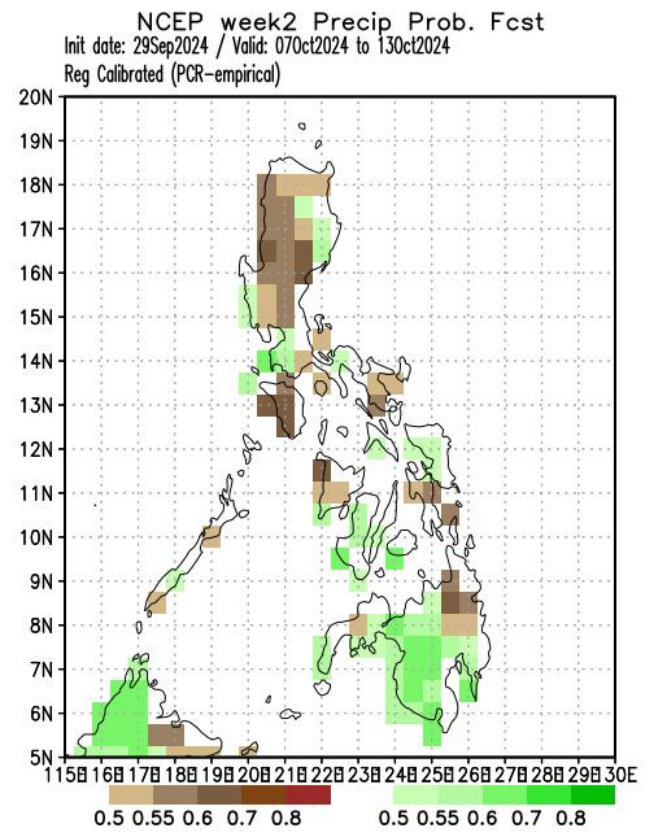 NCEP week2 Precip Prob. Fcst
Init date: 29Sep2024 / Valid: 07Oct2024 to 13Oct2024
Reg Calibrated (PCR-empirical)
20N
19N
18N
17N
16N
15N
14N
13N
12N
11N
10N
9N
8N
7N
6N
5N
115E 116E 117E 118E 119E 120E 121E 122E 123E 124E 125E 126E 127E 128E 129E 130E
0.5 0.55 0.6 0.7 0.8 0.5 0.55 0.6 0.7 0.8